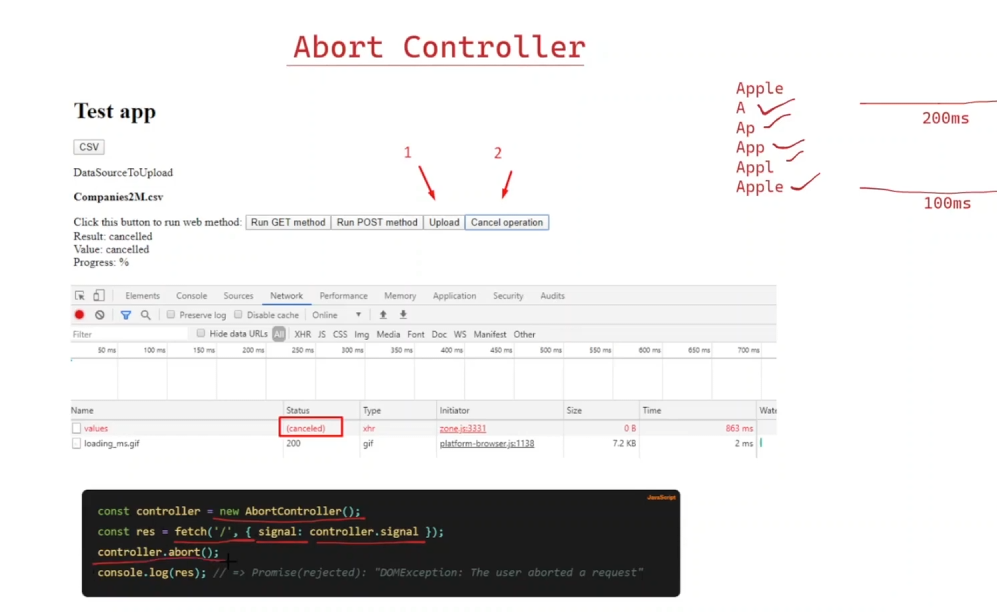 Abort Controller
Apple
A
Ap
App
Appl
Apple
200ms
100ms
Test app
CSV
DataSourceToUpload
Companies2M.csv
1
2
Click this button to run web method: Run GET method Run POST method Upload Cancel operation
Result: cancelled
Value: cancelled
Progress: %
Elements Console Sources Network Performance Memory Application Security Audits
Preserve log Disable cache Online
Filter Hide data URLs All XHR JS CSS Img Media Font Doc WS Manifest Other
50 ms 100 ms 150 ms 200 ms 250 ms 300 ms 350 ms 400 ms 450 ms 500 ms 550 ms 600 ms 650 ms 700 ms
Name Status Type Initiator Size Time Wate
values (canceled) xhr zone.js:3331 0 B 863 ms
loading_ms.gif 200 gif platform-browser.js:1138 7.2 KB 2 ms
JavaScript
const controller = new AbortController();
const res = fetch('/', { signal: controller.signal });
controller.abort();
console.log(res); // => Promise(rejected): "DOMException: The user aborted a request"